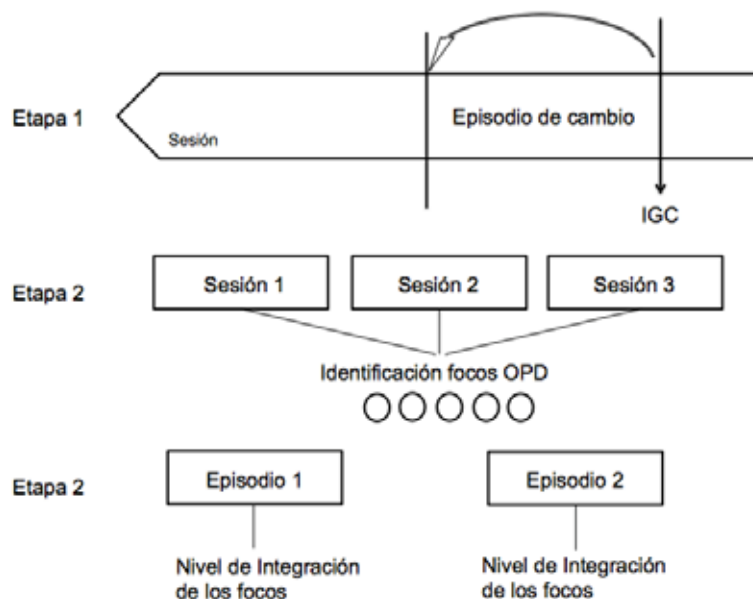 Etapa 1
Sesión
Episodio de cambio
IGC
Etapa 2
Sesión 1
Sesión 2
Sesión 3
Identificación focos OPD
Etapa 2
Episodio 1
Episodio 2
Nivel de Integración
de los focos
Nivel de Integración
de los focos